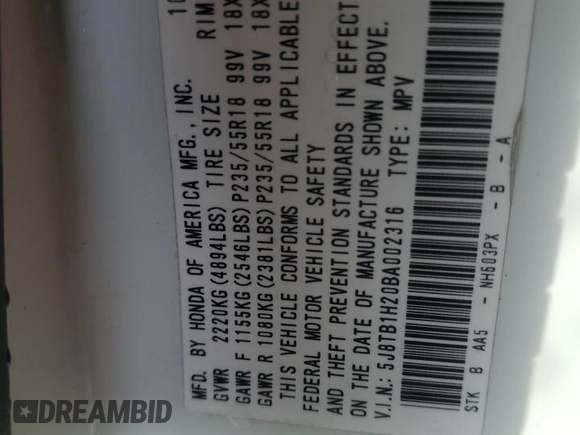 MFD. BY HONDA OF AMERICA MFG., INC. 10
GVWR 2220KG(4894LBS) TIRE SIZE RIM
GAWR F 1155KG(2546LBS)P235/55R18 99V 18X
GAWR R 1080KG(2381LBS)P235/55R18 99V 18X
THIS VEHICLE CONFORMS TO ALL APPLICABLE
FEDERAL MOTOR VEHICLE SAFETY
AND THEFT PREVENTION STANDARDS IN EFFECT
ON THE DATE OF MANUFACTURE SHOWN ABOVE.
V.I.N.:5J8TB1H20BA002316 TYPE: MPV
STK B AA5 - NH603PX - B - A
DREAMBID